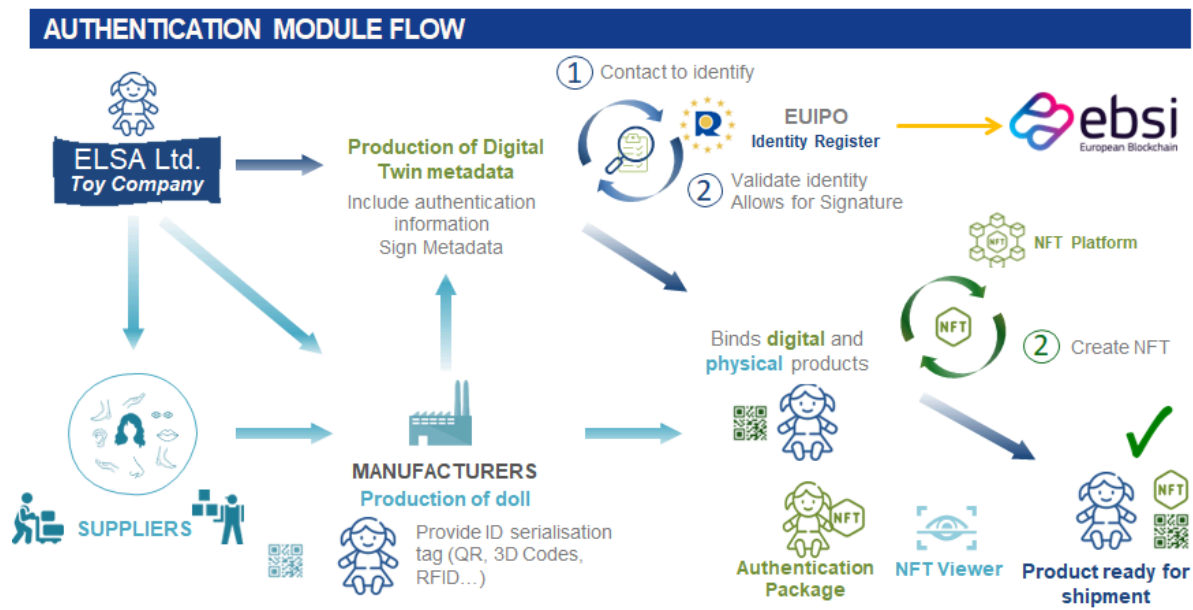 AUTHENTICATION MODULE FLOW
ELSA Ltd.
Toy Company
Production of Digital
Twin metadata
Include authentication
information
Sign Metadata
1 Contact to identify
R
EUIPO
Identity Register
2 Validate identity
Allows for Signature
ebsi
European Blockchain
NFT
NFT Platform
NFT
2 Create NFT
Binds digital and
physical products
SUPPLIERS
MANUFACTURERS
Production of doll
Provide ID serialisation
tag (QR, 3D Codes,
RFID…)
NFT
Authentication
Package
NFT Viewer
NFT
Product ready for
shipment